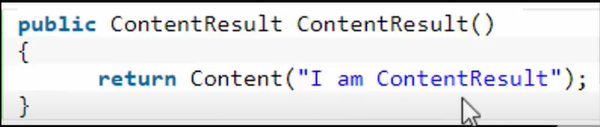 public ContentResult ContentResult()
{
return Content("I am ContentResult");
}